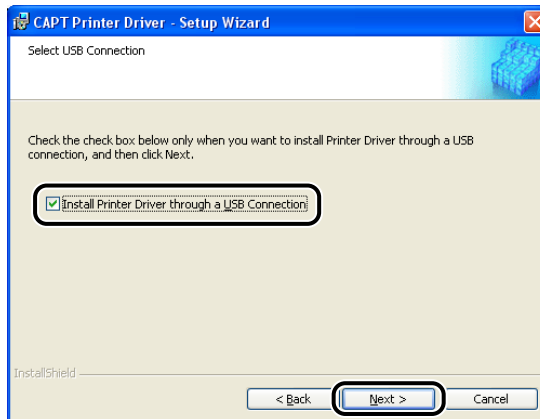 CAPT Printer Driver - Setup Wizard
Select USB Connection
Check the check box below only when you want to install Printer Driver through a USB
connection, and then click Next.
Install Printer Driver through a USB Connection
InstallShield
< Back Next > Cancel